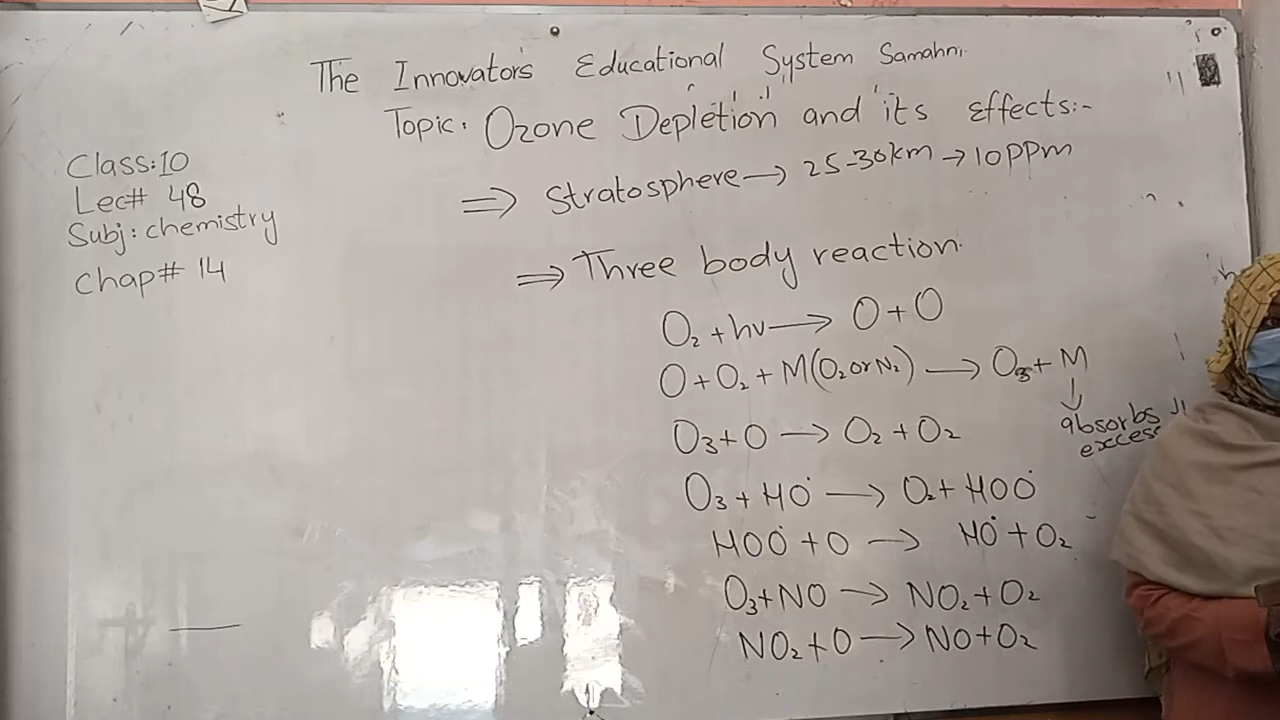 The Innovators Educational System Samahni.
Topic: Ozone Depletion and its effects:-
Class:10
Lec# 48
Subj: chemistry
Chap# 14
⇒ Stratosphere → 25-30km → 10PPm
⇒ Three body reaction
O₂ + hν → O + O
O + O₂ + M(O₂ or N₂) → O₃ + M
↓
absorbs
excess
O₃ + O → O₂ + O₂
O₃ + HO˙ → O₂ + HOO˙
HOO˙ + O → HO˙ + O₂
O₃ + NO → NO₂ + O₂
NO₂ + O → NO + O₂